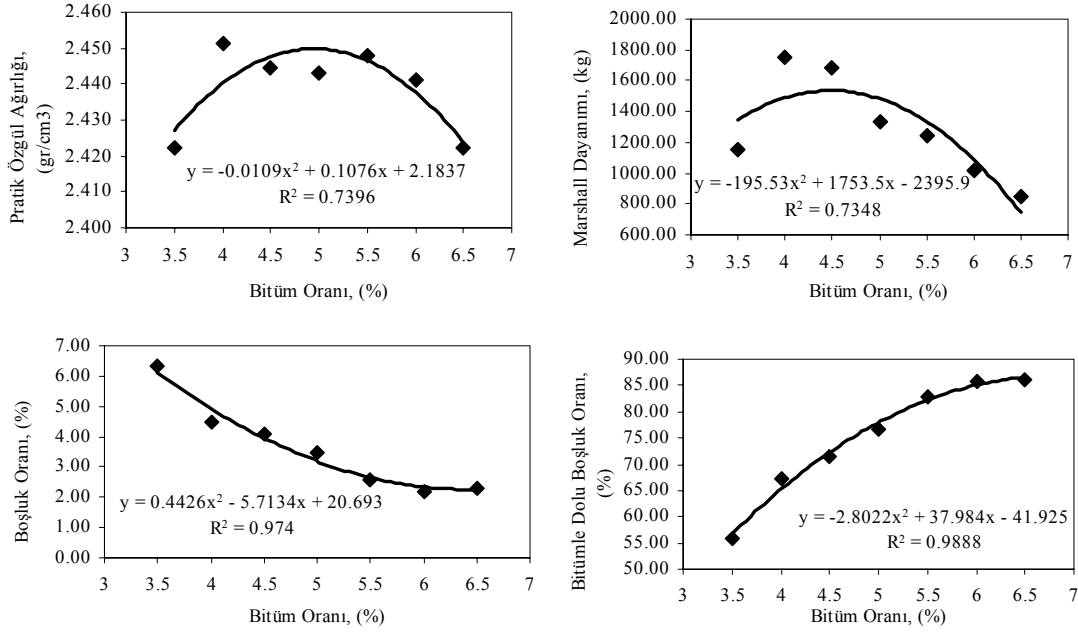 Pratik Özgül Ağırlığı,
(gr/cm3)
2.450
2.440
2.430
2.420
2.410
2.400
y = -0.0109x² + 0.1076x + 2.1837
R² = 0.7396
3 3.5 4 4.5 5 5.5 6 6.5 7
Bitüm Oranı, (%)
Marshall Dayanımı, (kg)
2000.00
1800.00
1600.00
1400.00
1200.00
1000.00
800.00
600.00
y = -195.53x² + 1753.5x - 2395.9
R² = 0.7348
3 3.5 4 4.5 5 5.5 6 6.5 7
Bitüm Oranı, (%)
Boşluk Oranı, (%)
7.00
6.00
5.00
4.00
3.00
2.00
1.00
0.00
y = 0.4426x² - 5.7134x + 20.693
R² = 0.974
3 3.5 4 4.5 5 5.5 6 6.5 7
Bitüm Oranı, (%)
Bitümle Dolu Boşluk Oranı,
(%)
90.00
85.00
80.00
75.00
70.00
65.00
60.00
55.00
50.00
y = -2.8022x² + 37.984x - 41.925
R² = 0.9888
3 3.5 4 4.5 5 5.5 6 6.5 7
Bitüm Oranı, (%)